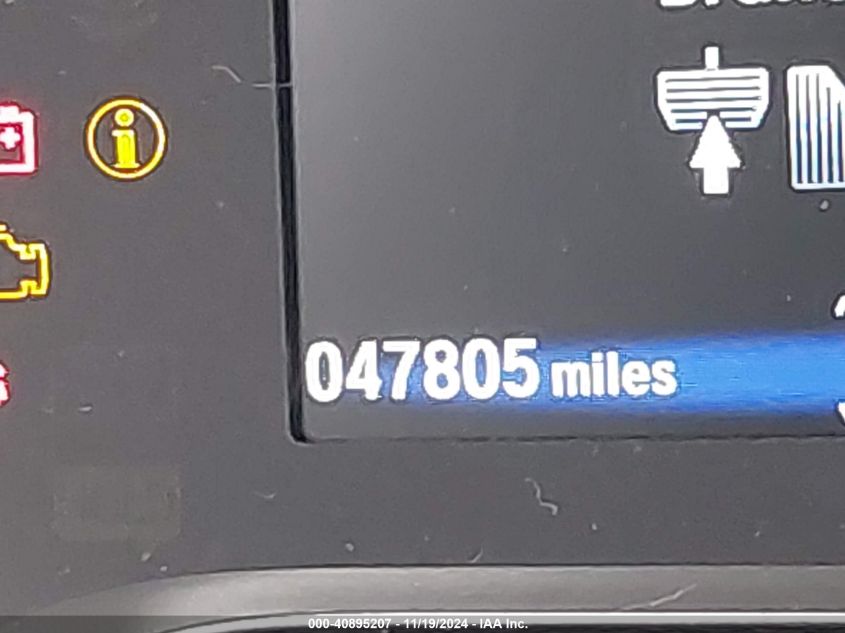 047805 miles
000-40895207 - 11/19/2024 - IAA Inc.